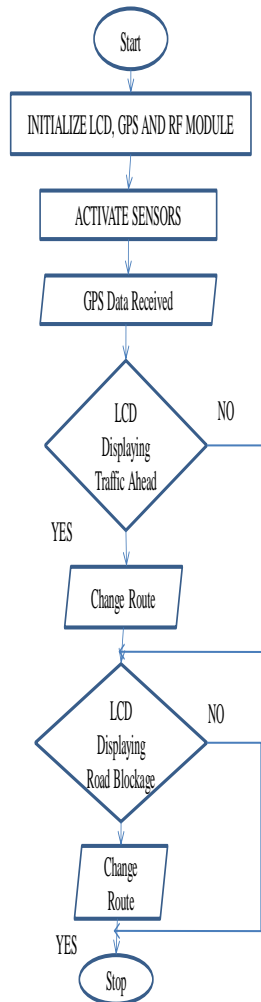 Start
INITIALIZE LCD, GPS AND RF MODULE
ACTIVATE SENSORS
GPS Data Received
LCD
Displaying
Traffic Ahead
NO
YES
Change Route
LCD
Displaying
Road Blockage
NO
Change
Route
YES
Stop